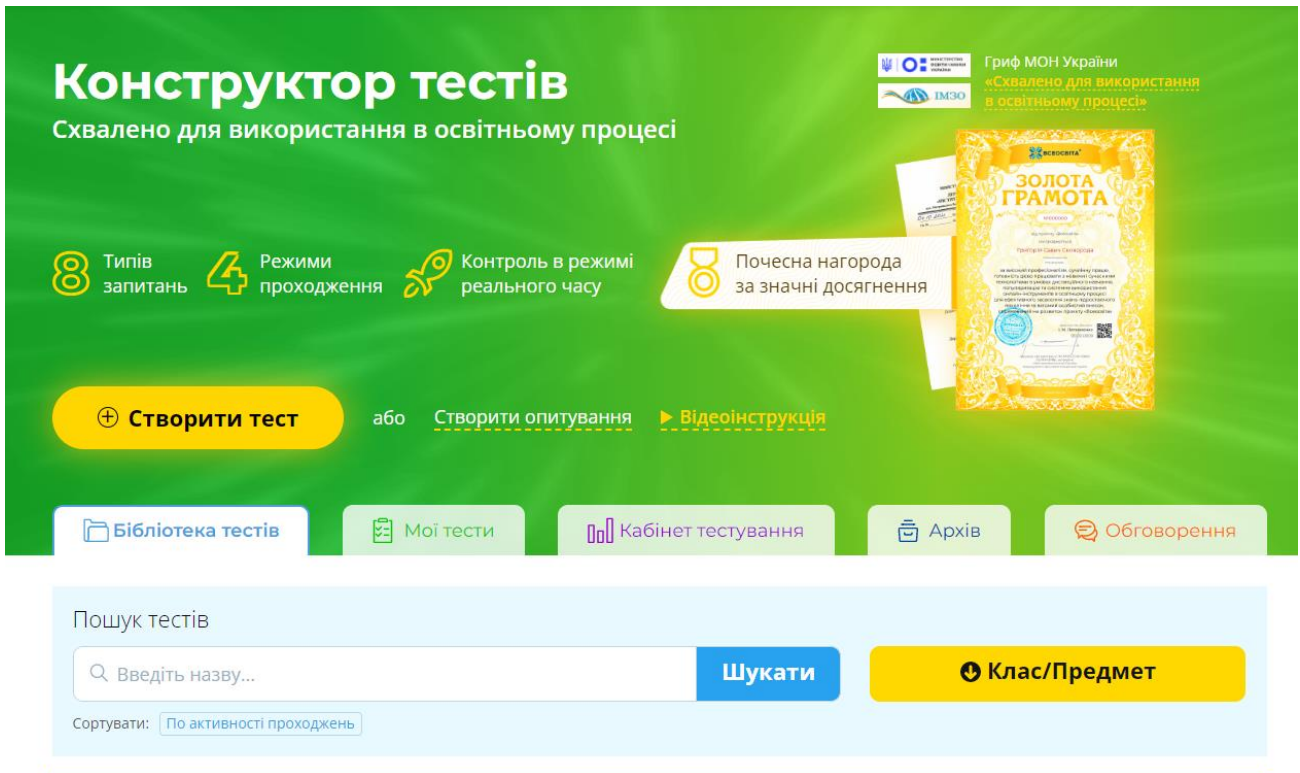 Конструктор тестів
Схвалено для використання в освітньому процесі
ІМЗО
Гриф МОН України
«Схвалено для використання
в освітньому процесі»
ВСЕОСВІТА
ЗОЛОТА
ГРАМОТА
8 Типів
запитань
4 Режими
проходження
Контроль в режимі
реального часу
Почесна нагорода
за значні досягнення
Створити тест
або
Створити опитування
Відеоінструкція
Бібліотека тестів
Мої тести
Кабінет тестування
Архів
Обговорення
Пошук тестів
Введіть назву...
Шукати
Клас/Предмет
Сортувати: По активності проходжень